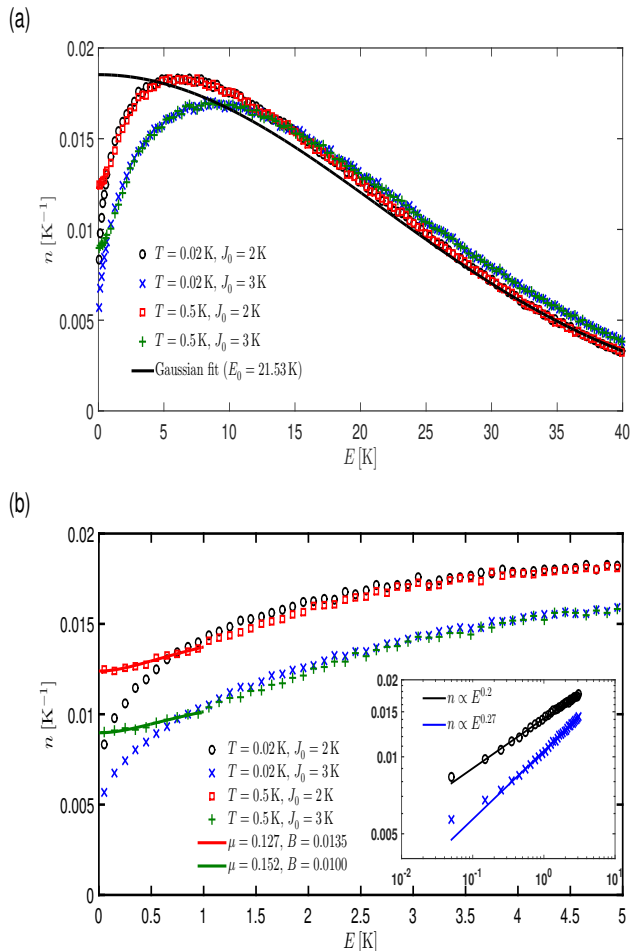 (a)
0.02
0.015
0.01
0.005
0
n [K⁻¹]
T = 0.02 K, J₀ = 2 K
T = 0.02 K, J₀ = 3 K
T = 0.5 K, J₀ = 2 K
T = 0.5 K, J₀ = 3 K
Gaussian fit (E₀ = 21.53 K)
0 5 10 15 20 25 30 35 40
E [K]
(b)
0.02
0.015
0.01
0.005
0
n [K⁻¹]
T = 0.02 K, J₀ = 2 K
T = 0.02 K, J₀ = 3 K
T = 0.5 K, J₀ = 2 K
T = 0.5 K, J₀ = 3 K
μ = 0.127, B = 0.0135
μ = 0.152, B = 0.0100
0.02
0.015
0.01
0.005
n ∝ E^0.2
n ∝ E^0.27
10⁻² 10⁻¹ 10⁰ 10¹
0 0.5 1 1.5 2 2.5 3 3.5 4 4.5 5
E [K]